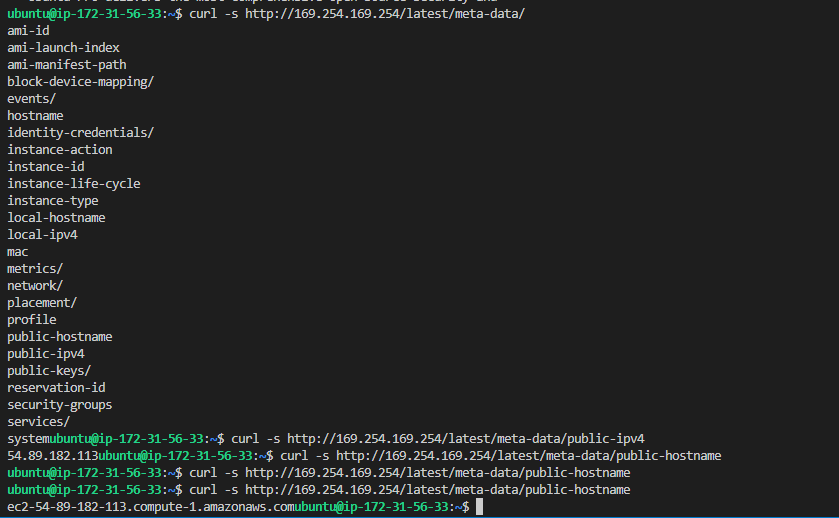 ubuntu@ip-172-31-56-33:~$ curl -s http://169.254.169.254/latest/meta-data/
ami-id
ami-launch-index
ami-manifest-path
block-device-mapping/
events/
hostname
identity-credentials/
instance-action
instance-id
instance-life-cycle
instance-type
local-hostname
local-ipv4
mac
metrics/
network/
placement/
profile
public-hostname
public-ipv4
public-keys/
reservation-id
security-groups
services/
systemubuntu@ip-172-31-56-33:~$ curl -s http://169.254.169.254/latest/meta-data/public-ipv4
54.89.182.113ubuntu@ip-172-31-56-33:~$ curl -s http://169.254.169.254/latest/meta-data/public-hostname
ubuntu@ip-172-31-56-33:~$ curl -s http://169.254.169.254/latest/meta-data/public-hostname
ubuntu@ip-172-31-56-33:~$ curl -s http://169.254.169.254/latest/meta-data/public-hostname
ec2-54-89-182-113.compute-1.amazonaws.comubuntu@ip-172-31-56-33:~$